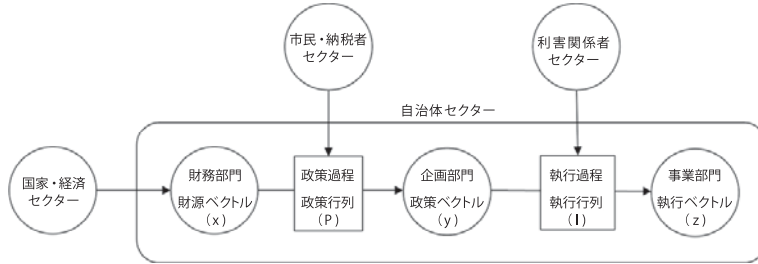 市民・納税者
セクター
利害関係者
セクター
自治体セクター
国家・経済
セクター
財務部門
財源ベクトル
(x)
政策過程
政策行列
(P)
企画部門
政策ベクトル
(y)
執行過程
執行行列
(I)
事業部門
執行ベクトル
(z)